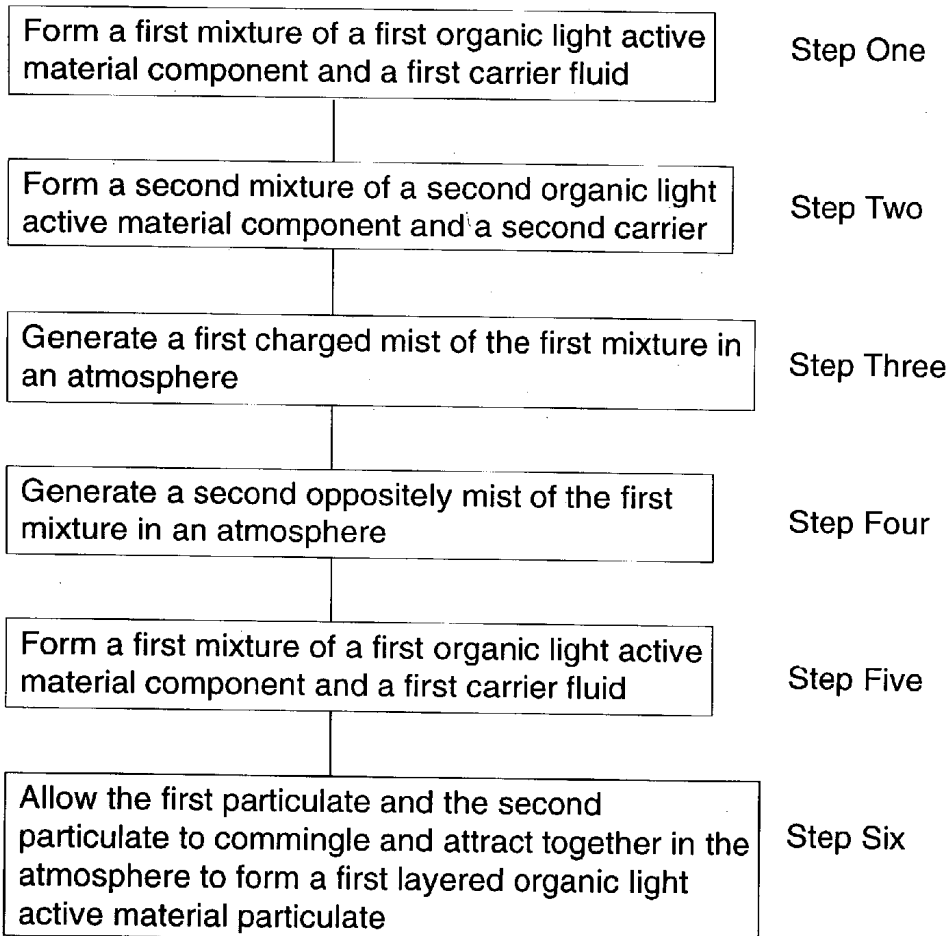 Form a first mixture of a first organic light active
material component and a first carrier fluid
Step One
Form a second mixture of a second organic light
active material component and a second carrier
Step Two
Generate a first charged mist of the first mixture in
an atmosphere
Step Three
Generate a second oppositely mist of the first
mixture in an atmosphere
Step Four
Form a first mixture of a first organic light active
material component and a first carrier fluid
Step Five
Allow the first particulate and the second
particulate to commingle and attract together in the
atmosphere to form a first layered organic light
active material particulate
Step Six